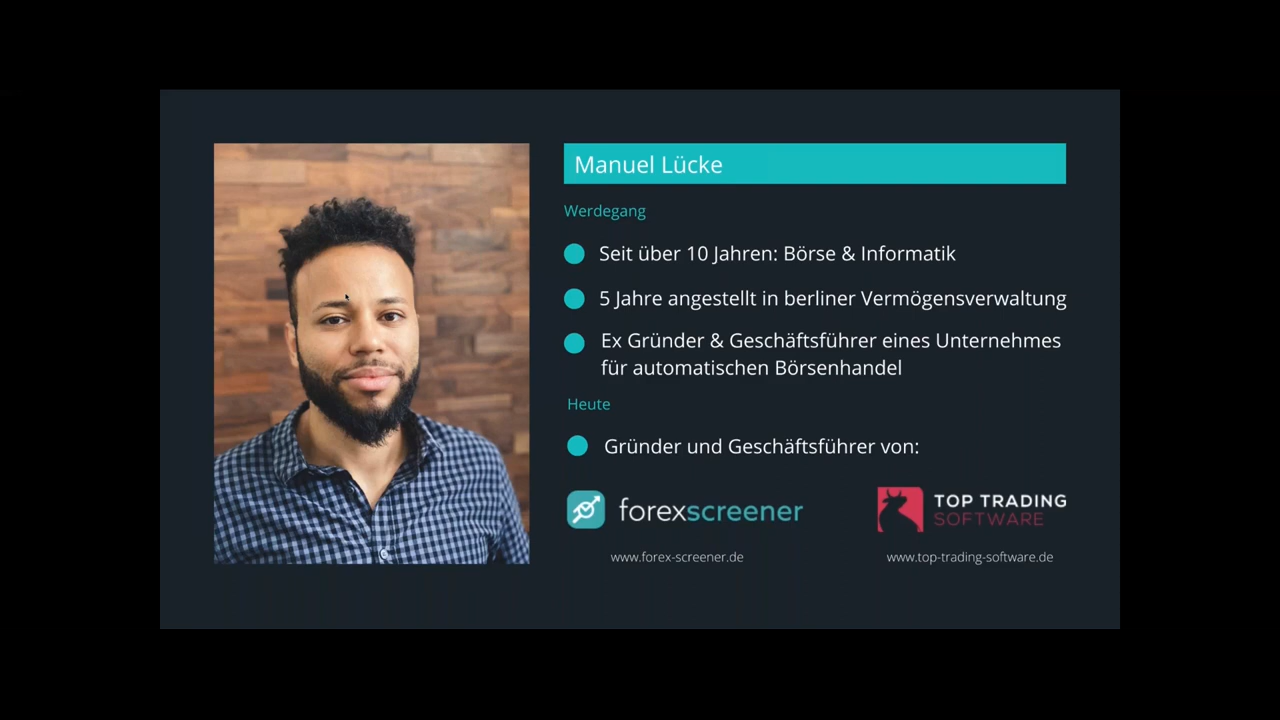 Manuel Lücke
Werdegang
Seit über 10 Jahren: Börse & Informatik
5 Jahre angestellt in berliner Vermögensverwaltung
Ex Gründer & Geschäftsführer eines Unternehmes
für automatischen Börsenhandel
Heute
Gründer und Geschäftsführer von:
forexscreener
www.forex-screener.de
TOP TRADING
SOFTWARE
www.top-trading-software.de